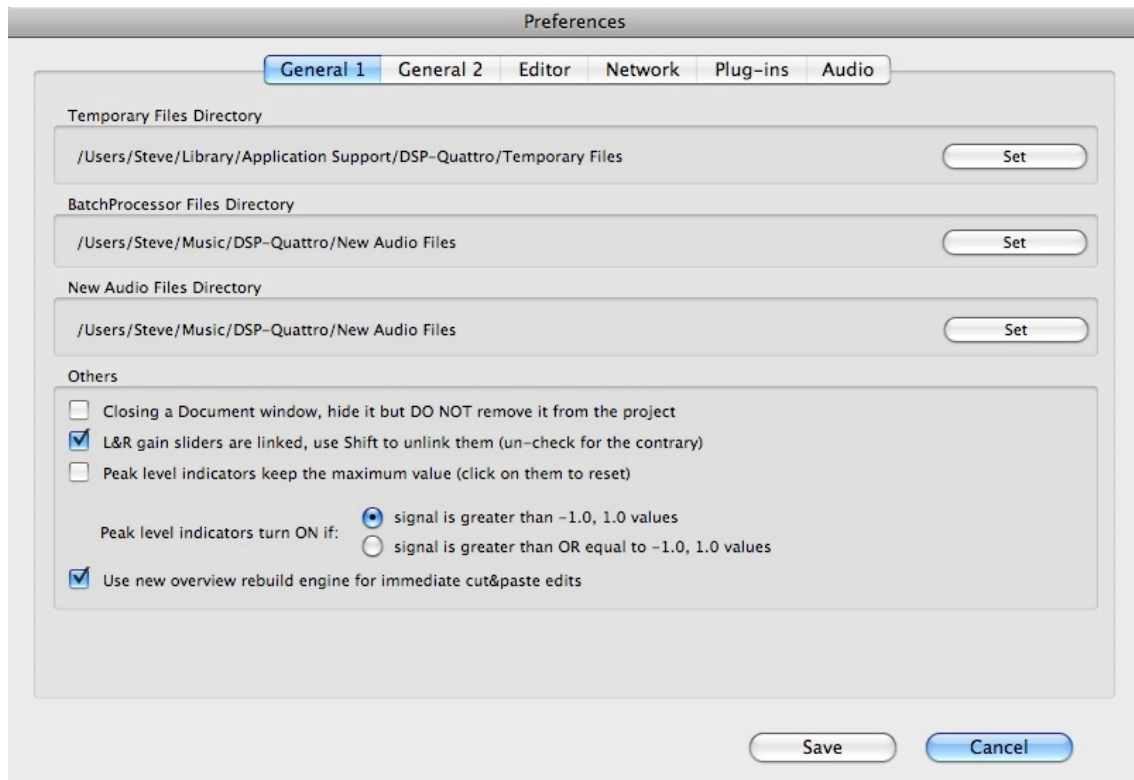 Preferences
General 1 General 2 Editor Network Plug-ins Audio
Temporary Files Directory
/Users/Steve/Library/Application Support/DSP-Quattro/Temporary Files Set
BatchProcessor Files Directory
/Users/Steve/Music/DSP-Quattro/New Audio Files Set
New Audio Files Directory
/Users/Steve/Music/DSP-Quattro/New Audio Files Set
Others
Closing a Document window, hide it but DO NOT remove it from the project
L&R gain sliders are linked, use Shift to unlink them (un-check for the contrary)
Peak level indicators keep the maximum value (click on them to reset)
Peak level indicators turn ON if:
signal is greater than -1.0, 1.0 values
signal is greater than OR equal to -1.0, 1.0 values
Use new overview rebuild engine for immediate cut&paste edits
Save Cancel